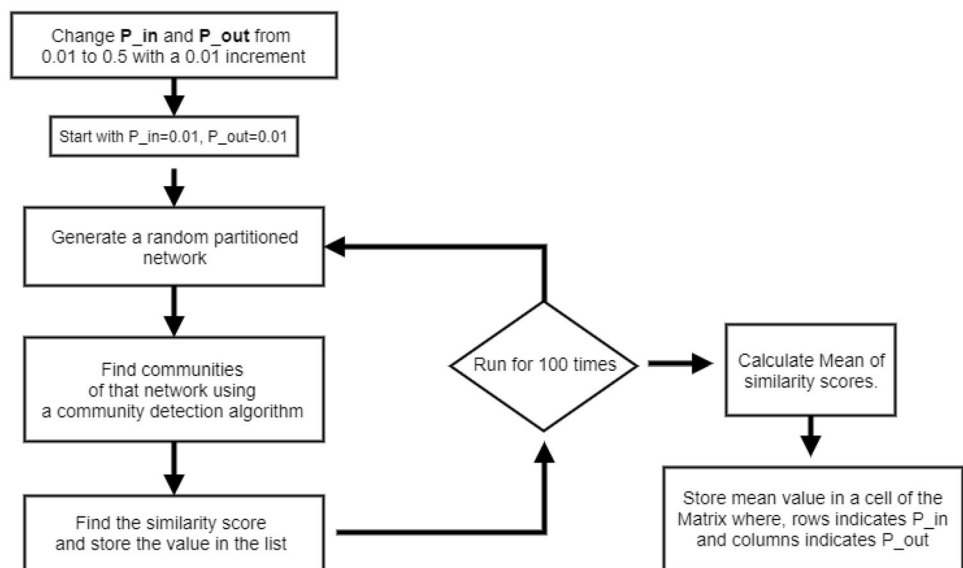 Change P_in and P_out from
0.01 to 0.5 with a 0.01 increment
Start with P_in=0.01, P_out=0.01
Generate a random partitioned
network
Find communities
of that network using
a community detection algorithm
Find the similarity score
and store the value in the list
Run for 100 times
Calculate Mean of
similarity scores.
Store mean value in a cell of the
Matrix where, rows indicates P_in
and columns indicates P_out